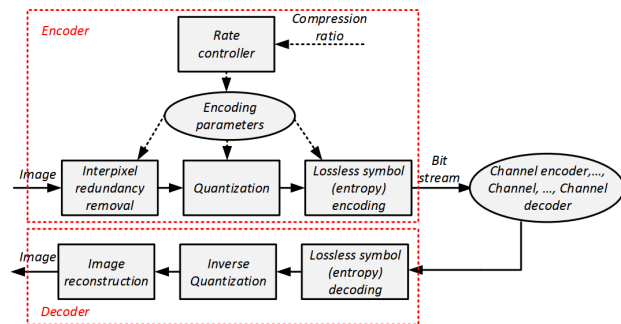 Encoder
Rate
controller
Compression
ratio
Encoding
parameters
Image
Interpixel
redundancy
removal
Quantization
Lossless symbol
(entropy)
encoding
Bit
stream
Channel encoder,...,
Channel, ..., Channel
decoder
Image
Image
reconstruction
Inverse
Quantization
Lossless symbol
(entropy)
decoding
Decoder